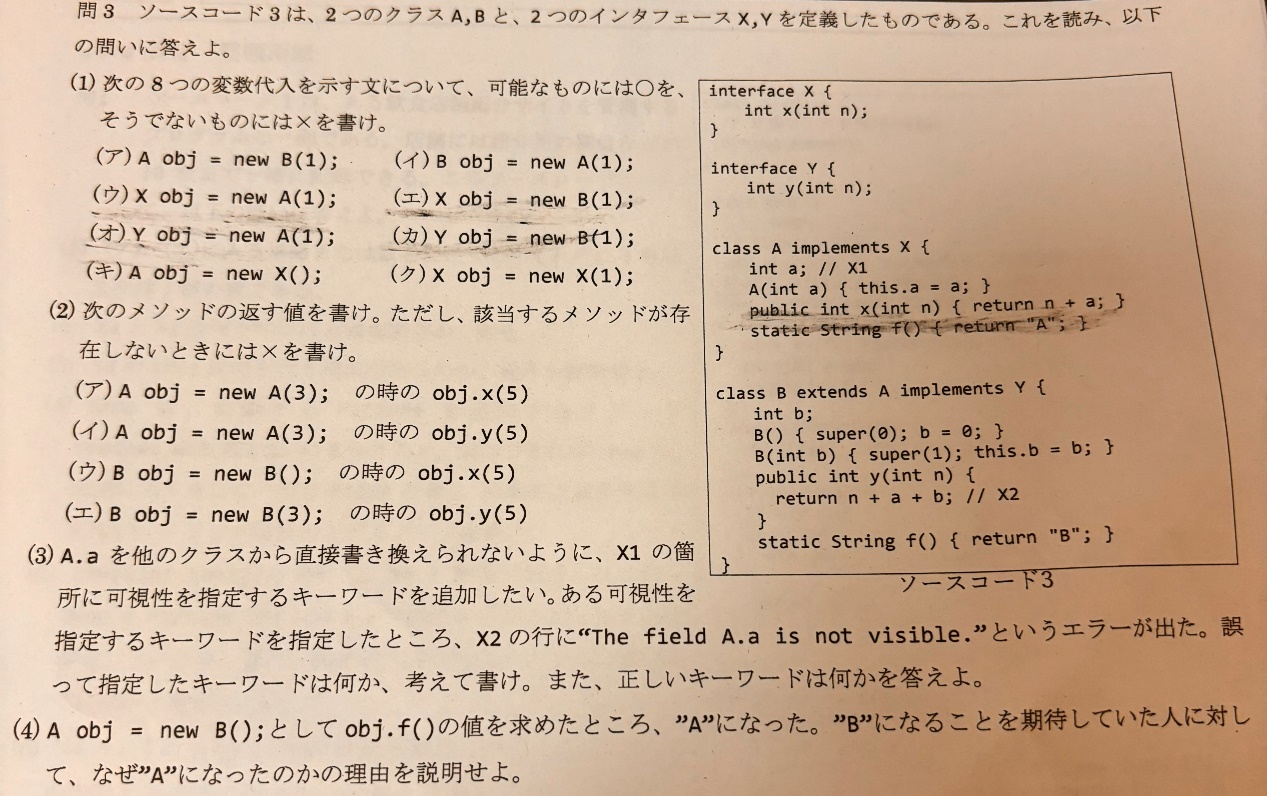 問3　ソースコード3は、2つのクラスA,Bと、2つのインタフェースX,Yを定義したものである。これを読み、以下
の問いに答えよ。
(1) 次の8つの変数代入を示す文について、可能なものには○を、
そうでないものには×を書け。
(ア) A obj = new B(1);　(イ) B obj = new A(1);
(ウ) X obj = new A(1);　(エ) X obj = new B(1);
(オ) Y obj = new A(1);　(カ) Y obj = new B(1);
(キ) A obj = new X();　(ク) X obj = new X(1);
(2) 次のメソッドの返す値を書け。ただし、該当するメソッドが存
在しないときには×を書け。
(ア) A obj = new A(3);　の時の obj.x(5)
(イ) A obj = new A(3);　の時の obj.y(5)
(ウ) B obj = new B();　の時の obj.x(5)
(エ) B obj = new B(3);　の時の obj.y(5)
(3) A.a を他のクラスから直接書き換えられないように、X1 の箇
所に可視性を指定するキーワードを追加したい。ある可視性を
指定するキーワードを指定したところ、X2 の行に“The field A.a is not visible.”というエラーが出た。誤
って指定したキーワードは何か、考えて書け。また、正しいキーワードは何かを答えよ。
(4) A obj = new B();として obj.f()の値を求めたところ、”A”になった。”B”になることを期待していた人に対し
て、なぜ”A”になったのかの理由を説明せよ。
interface X {
int x(int n);
}
interface Y {
int y(int n);
}
class A implements X {
int a; // X1
A(int a) { this.a = a; }
public int x(int n) { return n + a; }
static String f() { return "A"; }
}
class B extends A implements Y {
int b;
B() { super(0); b = 0; }
B(int b) { super(1); this.b = b; }
public int y(int n) {
return n + a + b; // X2
}
static String f() { return "B"; }
}
ソースコード3